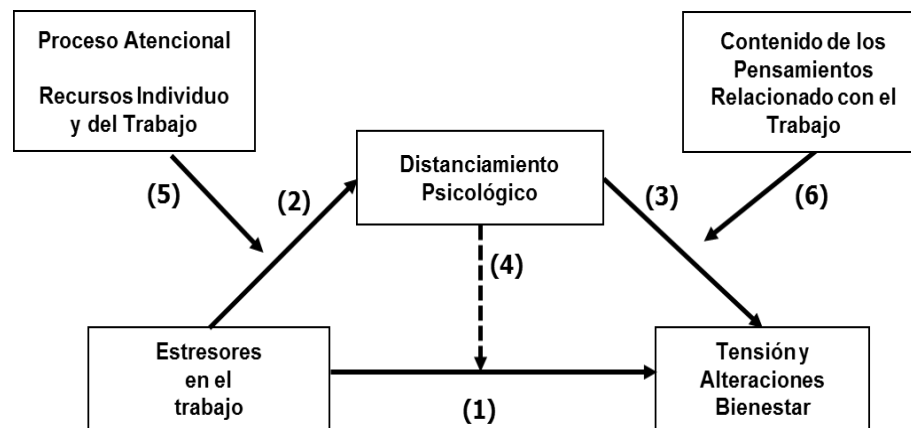 Proceso Atencional
Recursos Individuo
y del Trabajo
Contenido de los
Pensamientos
Relacionado con el
Trabajo
Distanciamiento
Psicológico
(5)
(2)
(3)
(6)
(4)
Estresores
en el
trabajo
(1)
Tensión y
Alteraciones
Bienestar